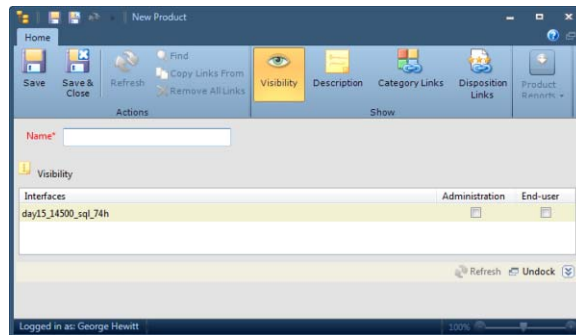 New Product
Home
Save
Save & Close
Refresh
Find
Copy Links From
Remove All Links
Actions
Visibility
Description
Category Links
Disposition Links
Show
Product Reports
Name*
Visibility
Interfaces Administration End-user
day15_14500_sql_74h
Refresh Undock
Logged in as: George Hewitt
100%